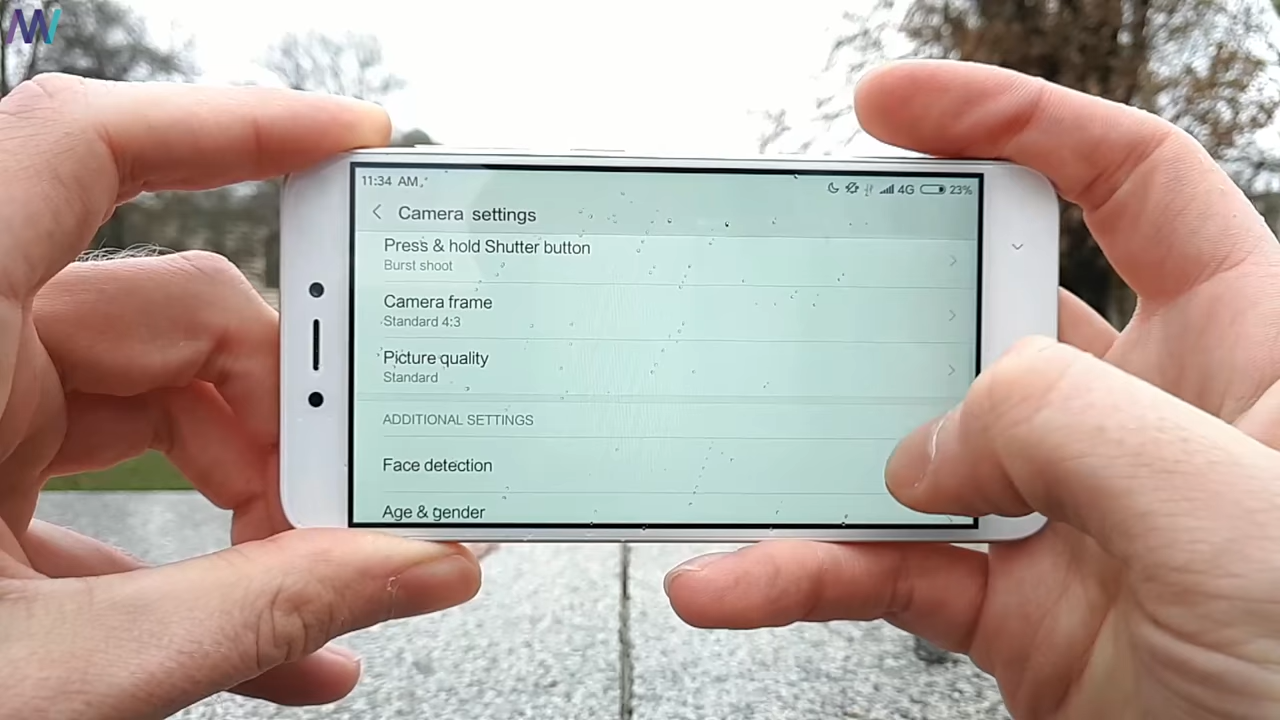 MW
11:34 AM
4G 23%
Camera settings
Press & hold Shutter button
Burst shoot
Camera frame
Standard 4:3
Picture quality
Standard
ADDITIONAL SETTINGS
Face detection
Age & gender